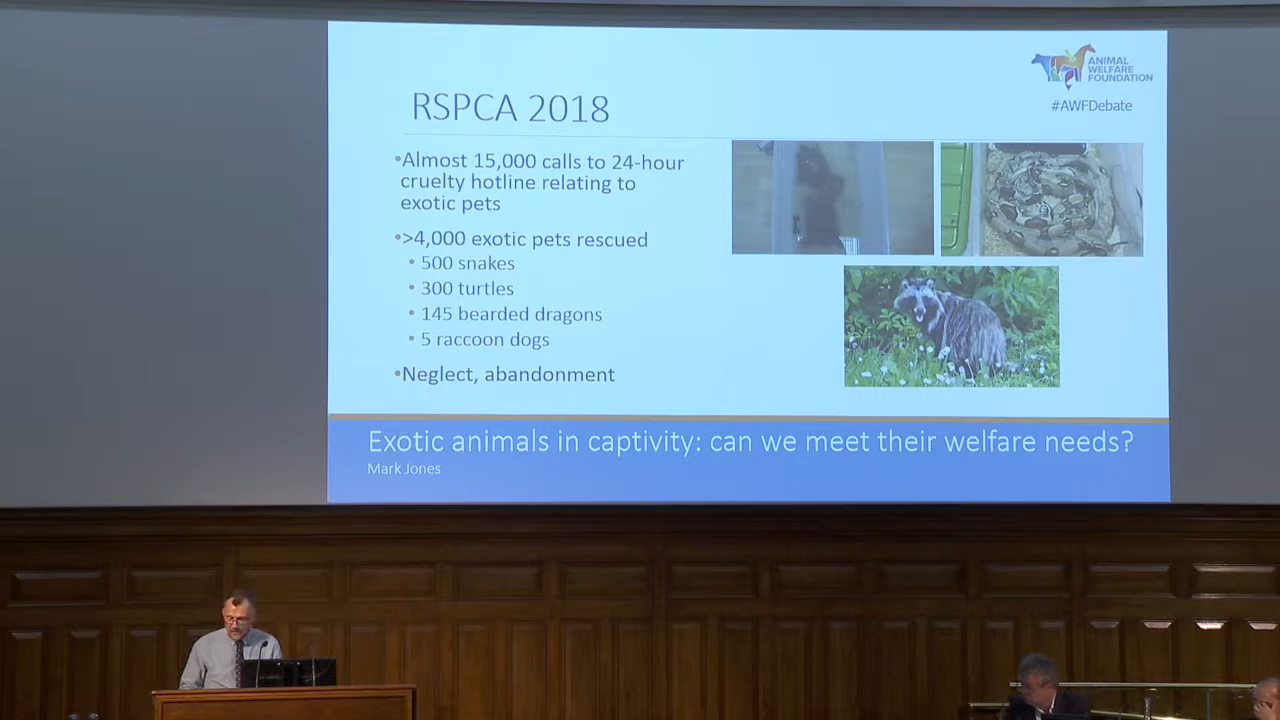 ANIMAL
WELFARE
FOUNDATION
#AWFDebate
RSPCA 2018
•Almost 15,000 calls to 24-hour
cruelty hotline relating to
exotic pets
•>4,000 exotic pets rescued
• 500 snakes
• 300 turtles
• 145 bearded dragons
• 5 raccoon dogs
•Neglect, abandonment
Exotic animals in captivity: can we meet their welfare needs?
Mark Jones